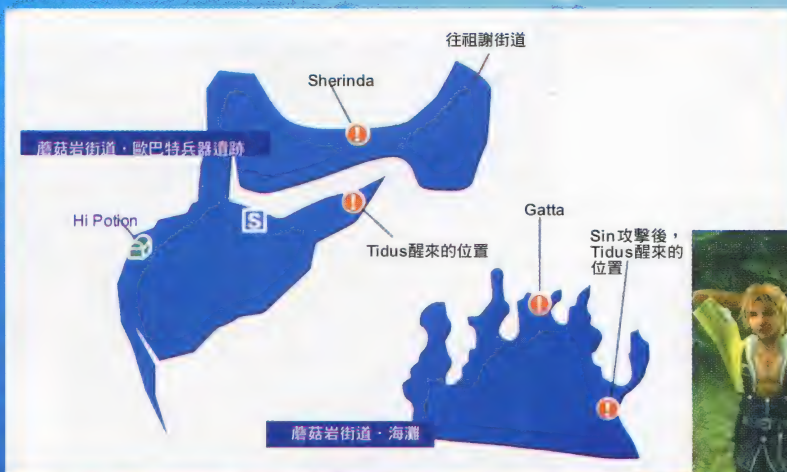 往祖謝街道
Sherinda
蘑菇岩街道·歐巴特兵器遺跡
Hi Potion
S
Tidus醒來的位置
Gatta
Sin攻擊後，
Tidus醒來的
位置
蘑菇岩街道·海灘